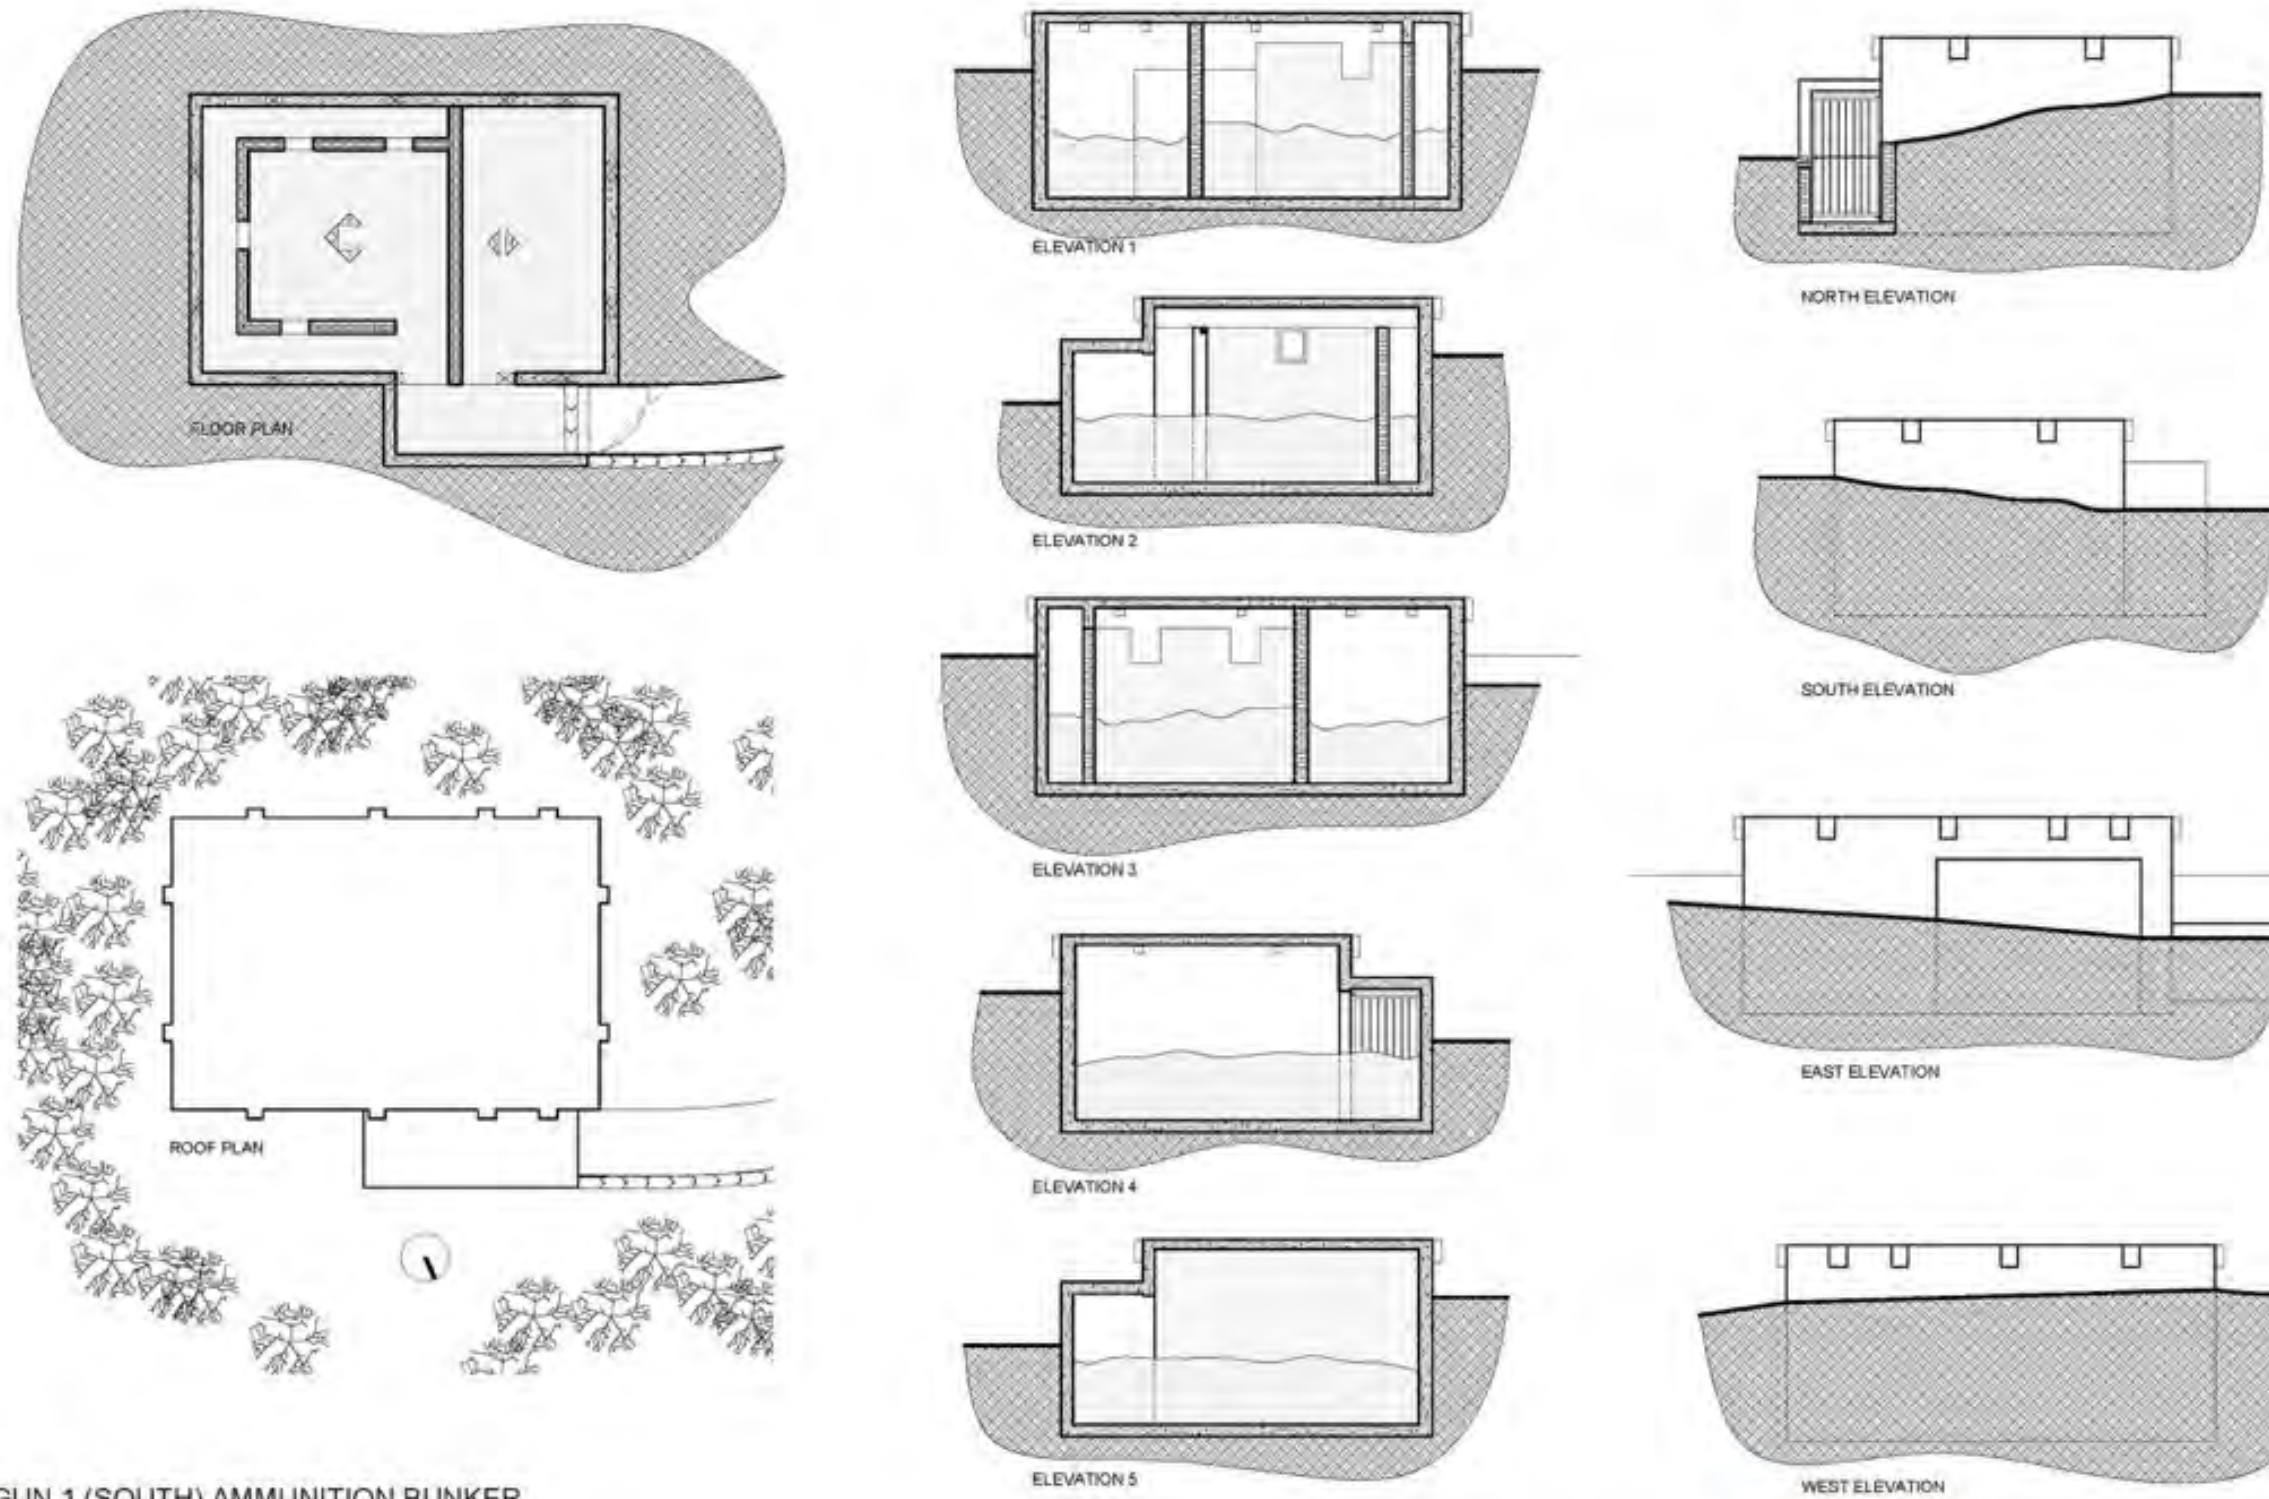 FLOOR PLAN
ROOF PLAN
GUN 1 (SOUTH) AMMUNITION BUNKER
ELEVATION 1
ELEVATION 2
ELEVATION 3
ELEVATION 4
ELEVATION 5
NORTH ELEVATION
SOUTH ELEVATION
EAST ELEVATION
WEST ELEVATION